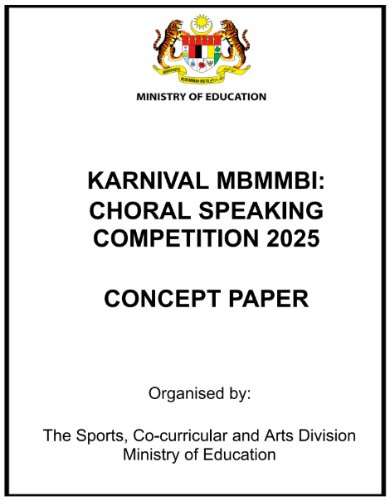 MINISTRY OF EDUCATION
KARNIVAL MBMMBI:
CHORAL SPEAKING
COMPETITION 2025
CONCEPT PAPER
Organised by:
The Sports, Co-curricular and Arts Division
Ministry of Education